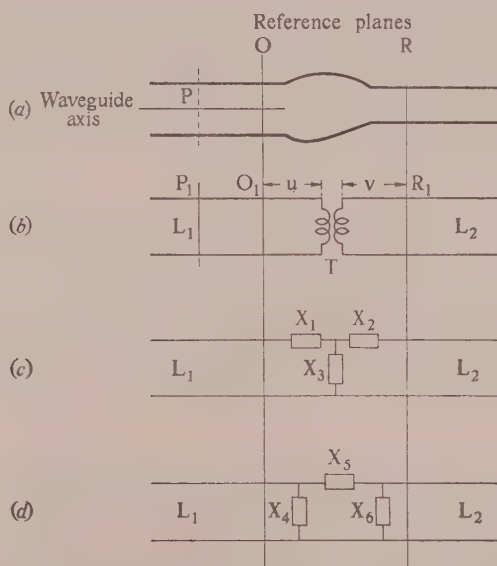 Reference planes
O R
(a) Waveguide axis P
P₁ O₁ u v R₁
(b) L₁ T L₂
X₁ X₂
(c) L₁ X₃ L₂
X₅
(d) L₁ X₄ X₆ L₂